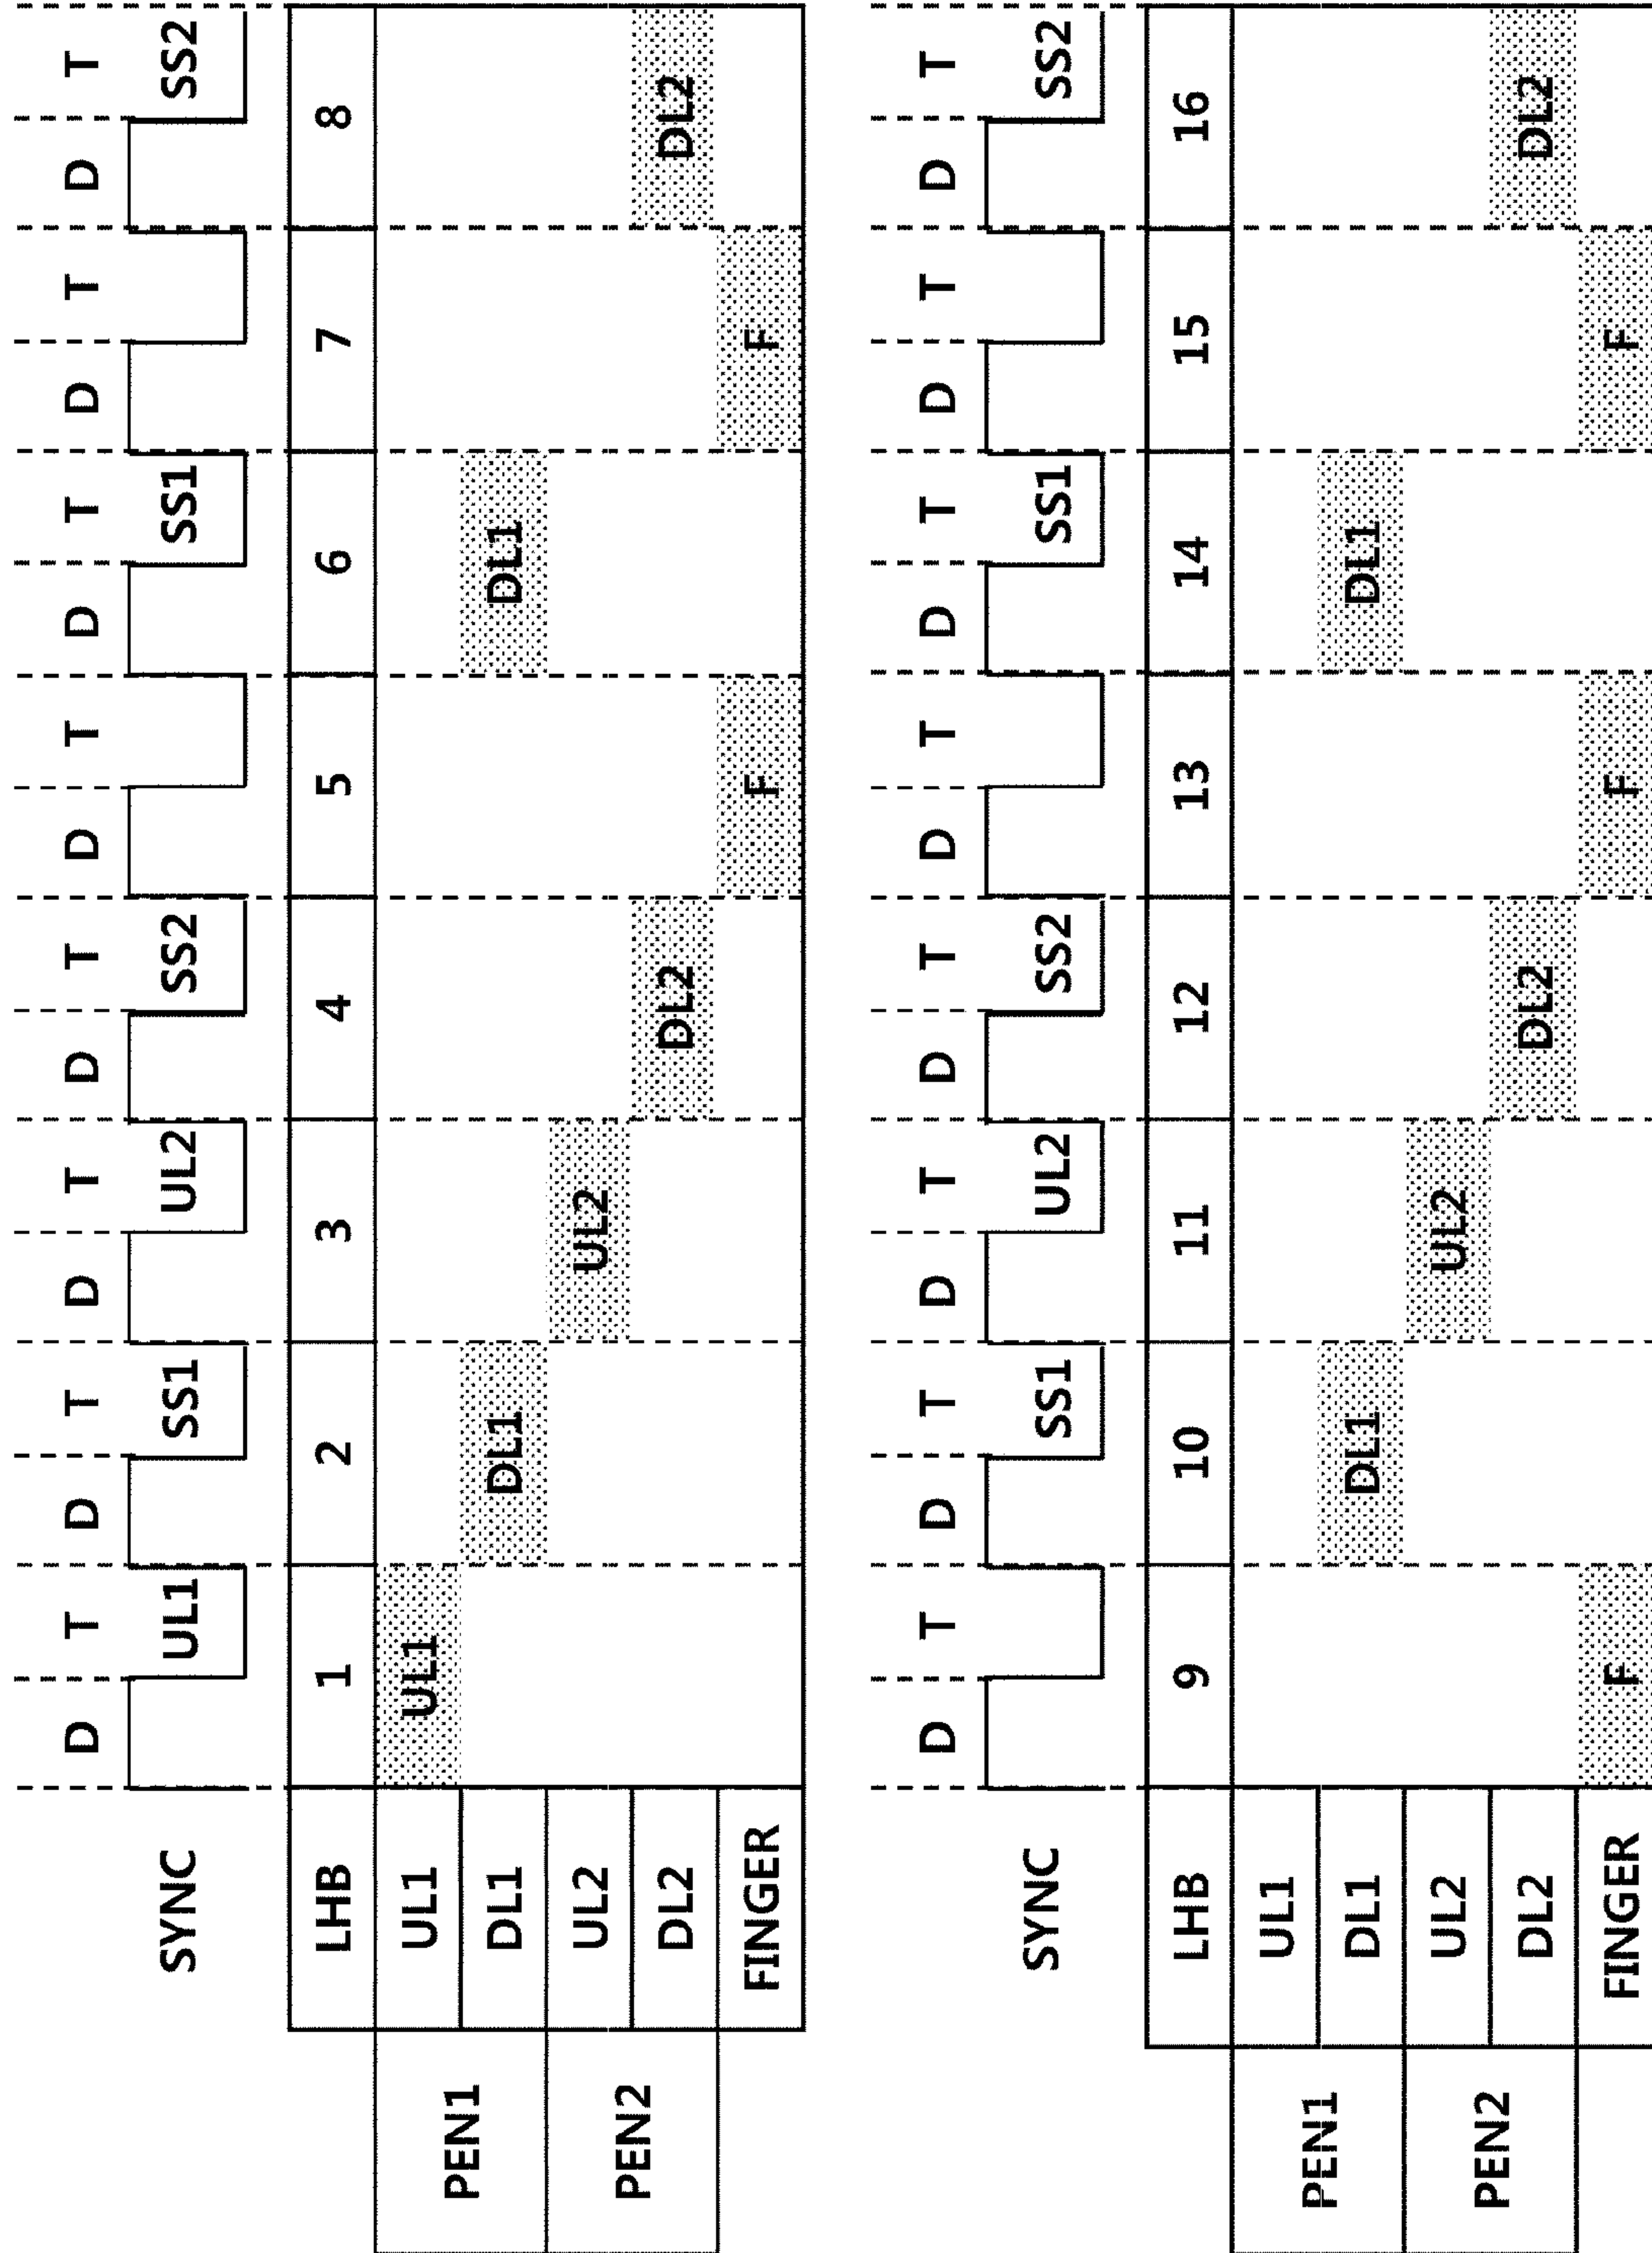 D T D T D T D T D T D T D T D T
SYNC UL1 SS1 UL2 SS2 SS1 SS2
LHB 1 2 3 4 5 6 7 8
PEN1 UL1 UL1
DL1 DL1 DL1
PEN2 UL2 UL2
DL2 DL2 DL2
FINGER F F
D T D T D T D T D T D T D T D T
SYNC SS1 UL2 SS2 SS1 SS2
LHB 9 10 11 12 13 14 15 16
PEN1 UL1
DL1 DL1 DL1
PEN2 UL2 UL2
DL2 DL2 DL2
FINGER F F F